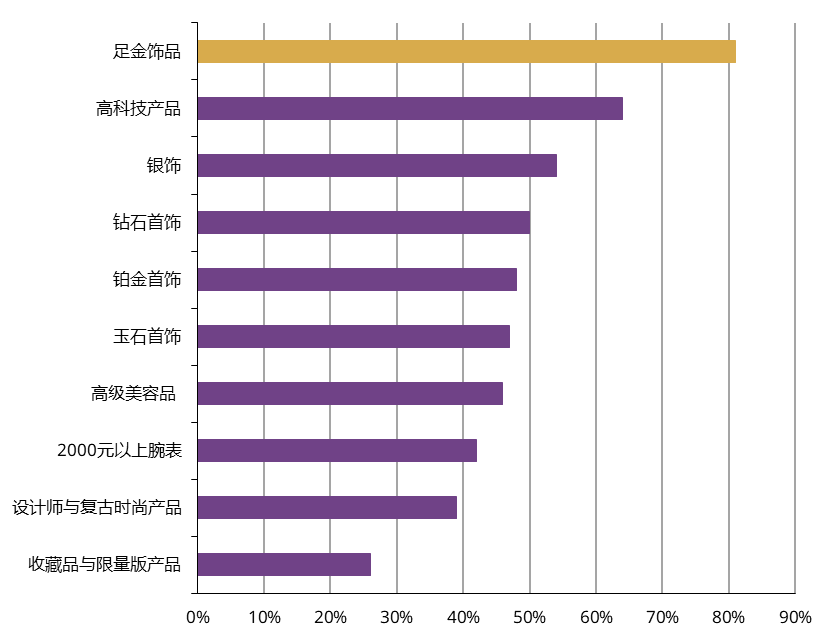 足金饰品
高科技产品
银饰
钻石首饰
铂金首饰
玉石首饰
高级美容品
2000元以上腕表
设计师与复古时尚产品
收藏品与限量版产品
0% 10% 20% 30% 40% 50% 60% 70% 80% 90%